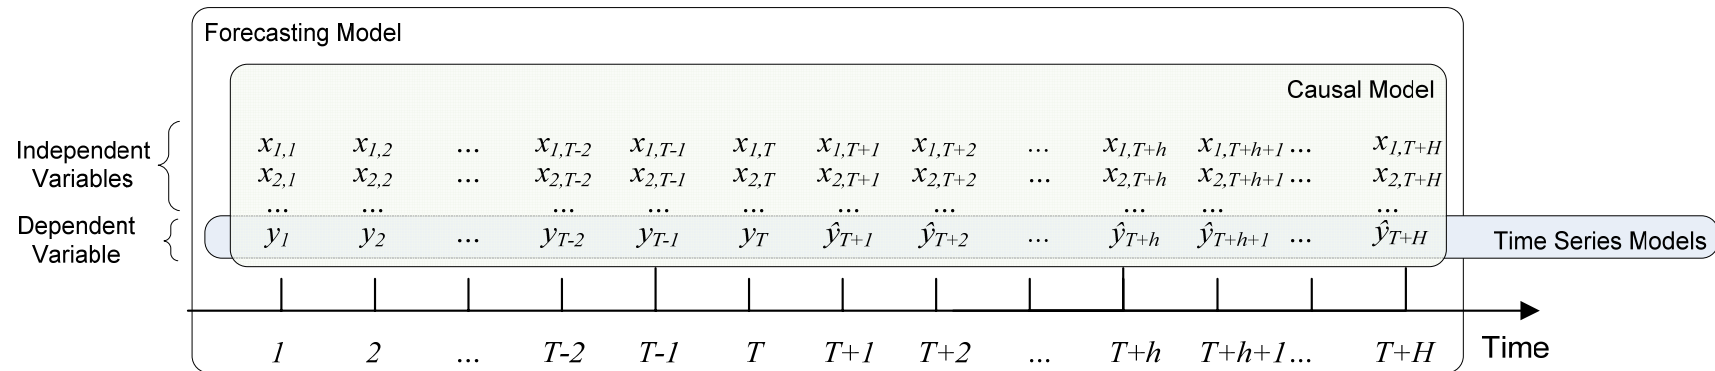 Forecasting Model
Causal Model
Independent
Variables
x1,1 x1,2 ... x1,T-2 x1,T-1 x1,T x1,T+1 x1,T+2 ... x1,T+h x1,T+h+1 ... x1,T+H
x2,1 x2,2 ... x2,T-2 x2,T-1 x2,T x2,T+1 x2,T+2 ... x2,T+h x2,T+h+1 ... x2,T+H
... ... ... ... ... ... ... ... ... ...
Dependent
Variable
y1 y2 ... yT-2 yT-1 yT ŷT+1 ŷT+2 ... ŷT+h ŷT+h+1 ... ŷT+H
Time Series Models
1 2 ... T-2 T-1 T T+1 T+2 ... T+h T+h+1 ... T+H
Time